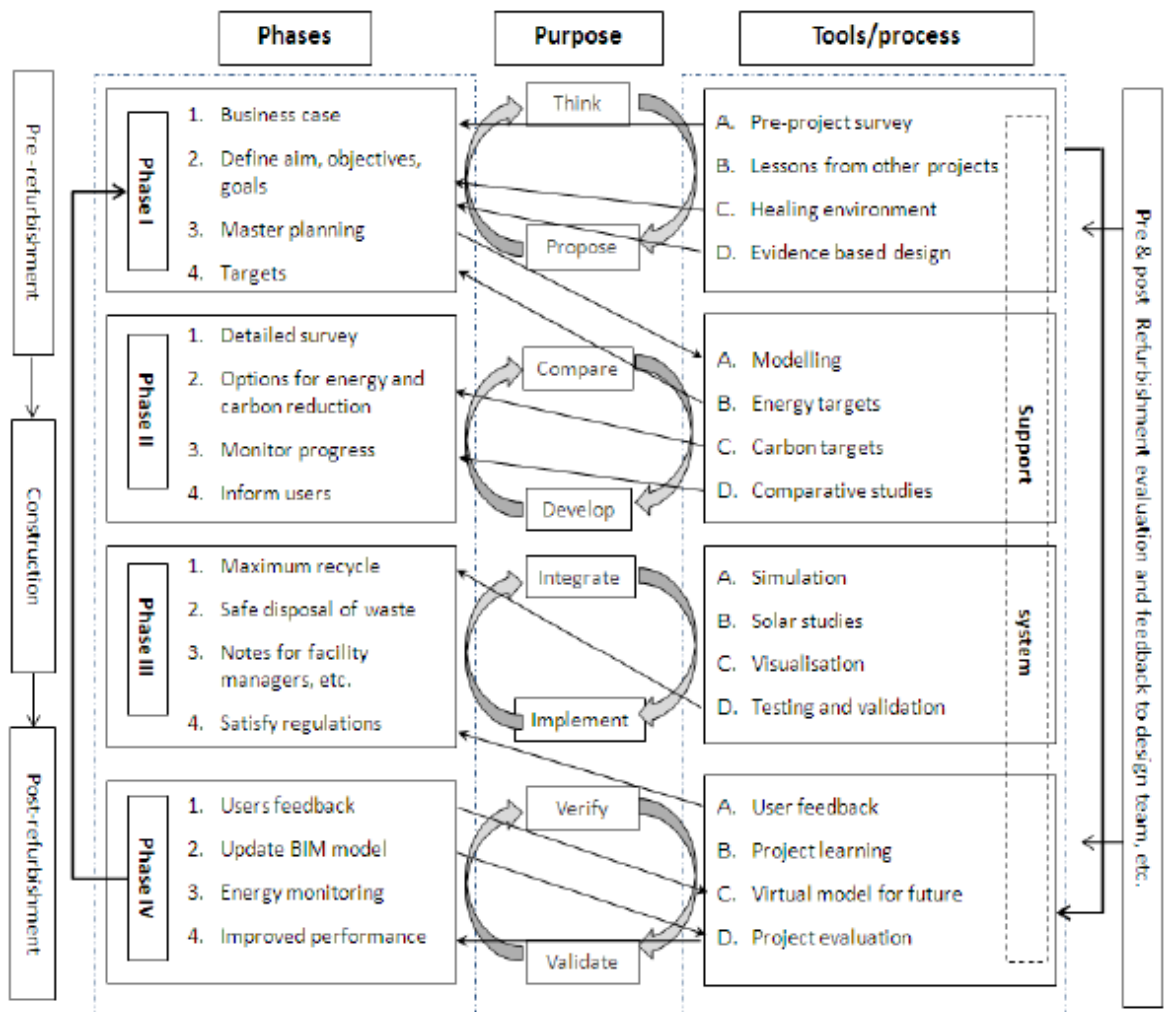 Phases
Purpose
Tools/process
Pre -refurbishment
Construction
Post-refurbishment
Phase I
1. Business case
2. Define aim, objectives,
goals
3. Master planning
4. Targets
Think
Propose
A. Pre-project survey
B. Lessons from other projects
C. Healing environment
D. Evidence based design
Phase II
1. Detailed survey
2. Options for energy and
carbon reduction
3. Monitor progress
4. Inform users
Compare
Develop
A. Modelling
B. Energy targets
C. Carbon targets
D. Comparative studies
Phase III
1. Maximum recycle
2. Safe disposal of waste
3. Notes for facility
managers, etc.
4. Satisfy regulations
Integrate
Implement
A. Simulation
B. Solar studies
C. Visualisation
D. Testing and validation
Phase IV
1. Users feedback
2. Update BIM model
3. Energy monitoring
4. Improved performance
Verify
Validate
A. User feedback
B. Project learning
C. Virtual model for future
D. Project evaluation
Support system
Pre & post Refurbishment evaluation and feedback to design team, etc.